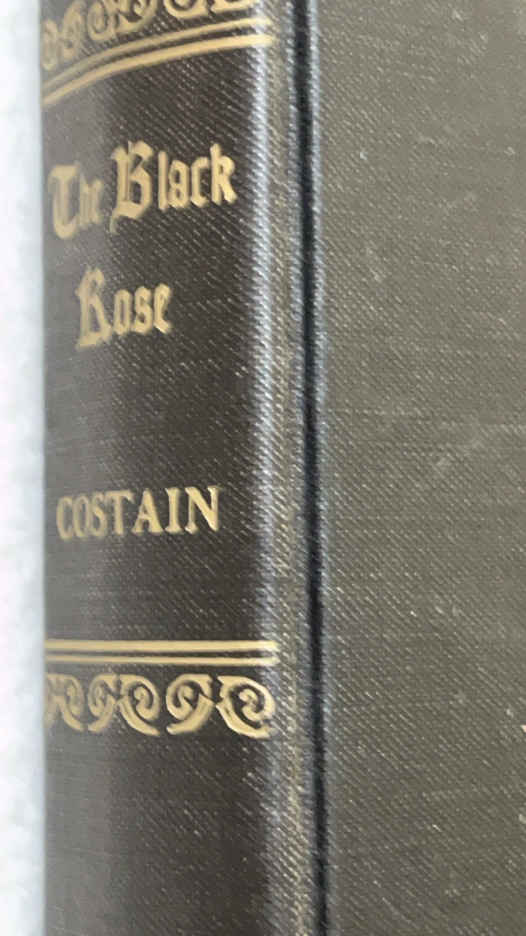 The Black
Rose
COSTAIN